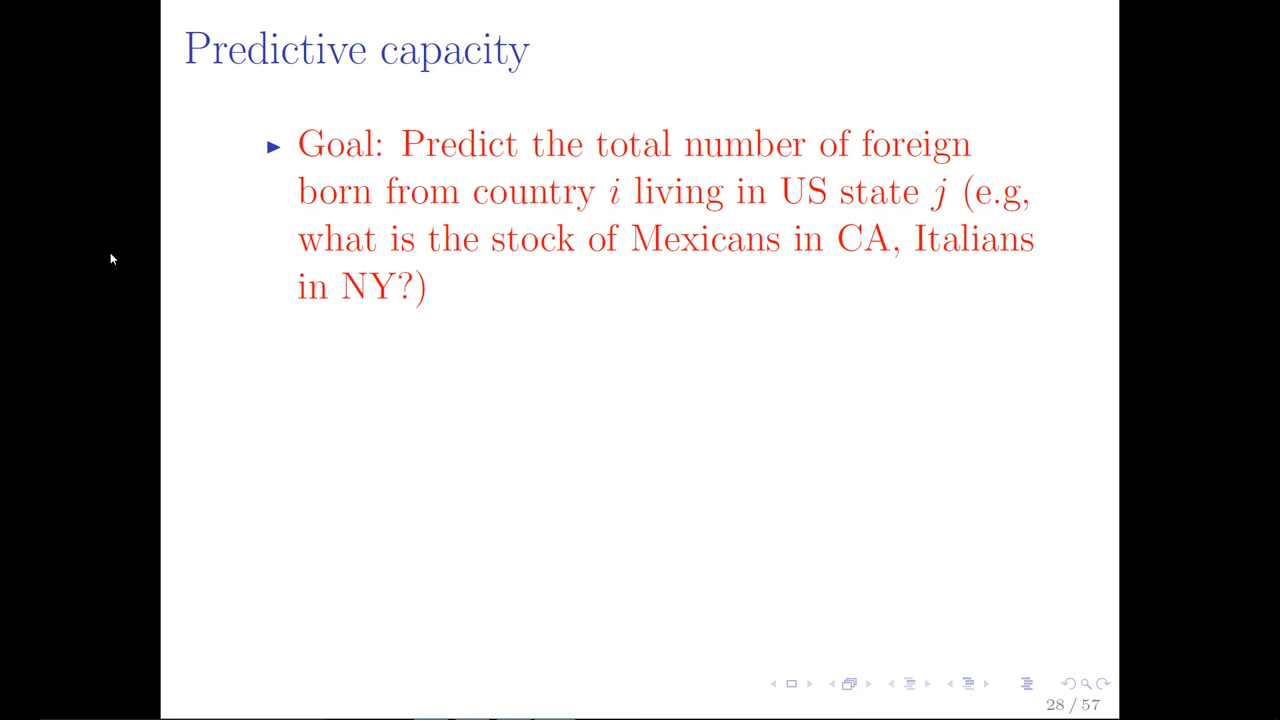 Predictive capacity
► Goal: Predict the total number of foreign
born from country i living in US state j (e.g,
what is the stock of Mexicans in CA, Italians
in NY?)
28 / 57